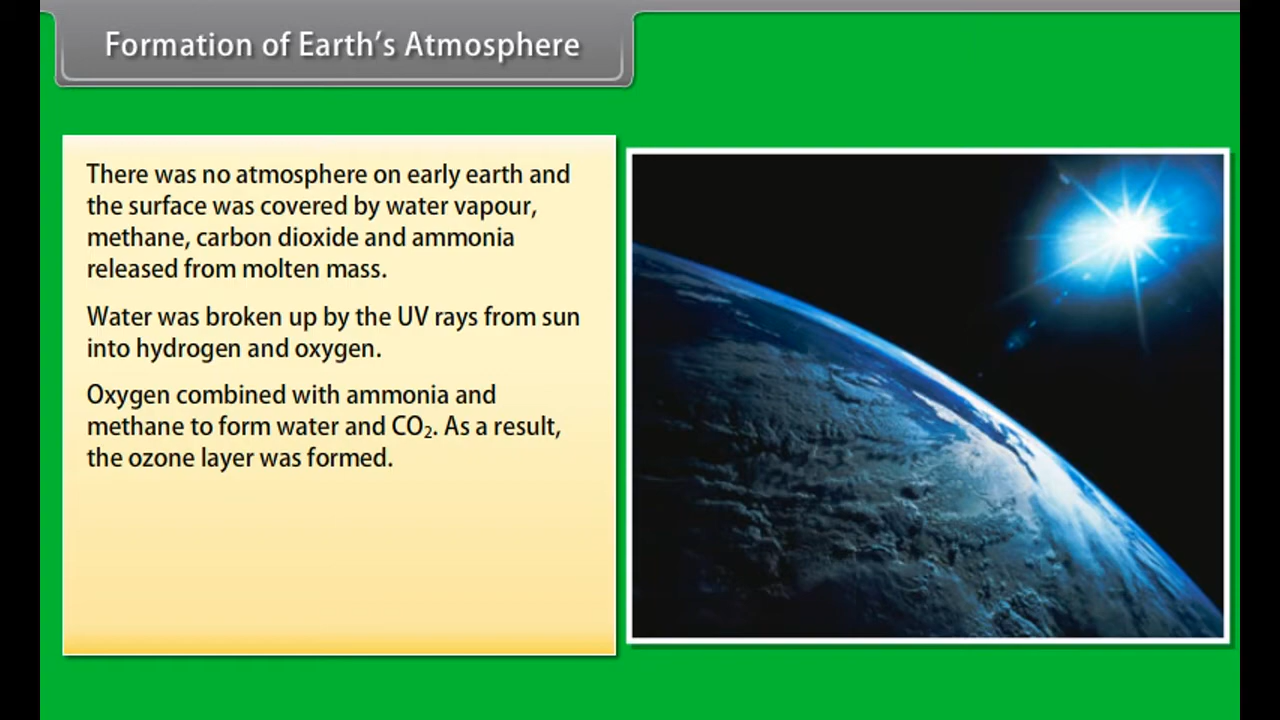 Formation of Earth’s Atmosphere
There was no atmosphere on early earth and
the surface was covered by water vapour,
methane, carbon dioxide and ammonia
released from molten mass.
Water was broken up by the UV rays from sun
into hydrogen and oxygen.
Oxygen combined with ammonia and
methane to form water and CO₂. As a result,
the ozone layer was formed.